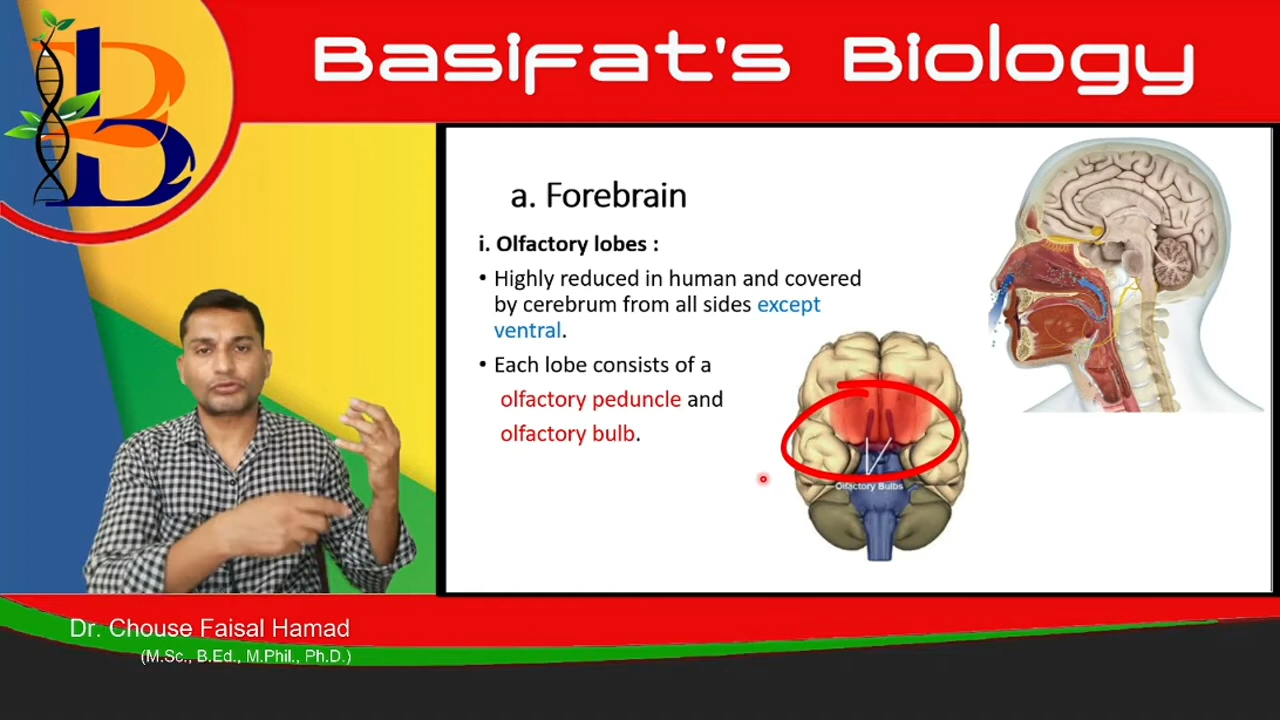 Basifat's Biology
a. Forebrain
i. Olfactory lobes :
• Highly reduced in human and covered
by cerebrum from all sides except
ventral.
• Each lobe consists of a
olfactory peduncle and
olfactory bulb.
Olfactory Bulbs
Dr. Chouse Faisal Hamad
(M.Sc., B.Ed., M.Phil., Ph.D.)